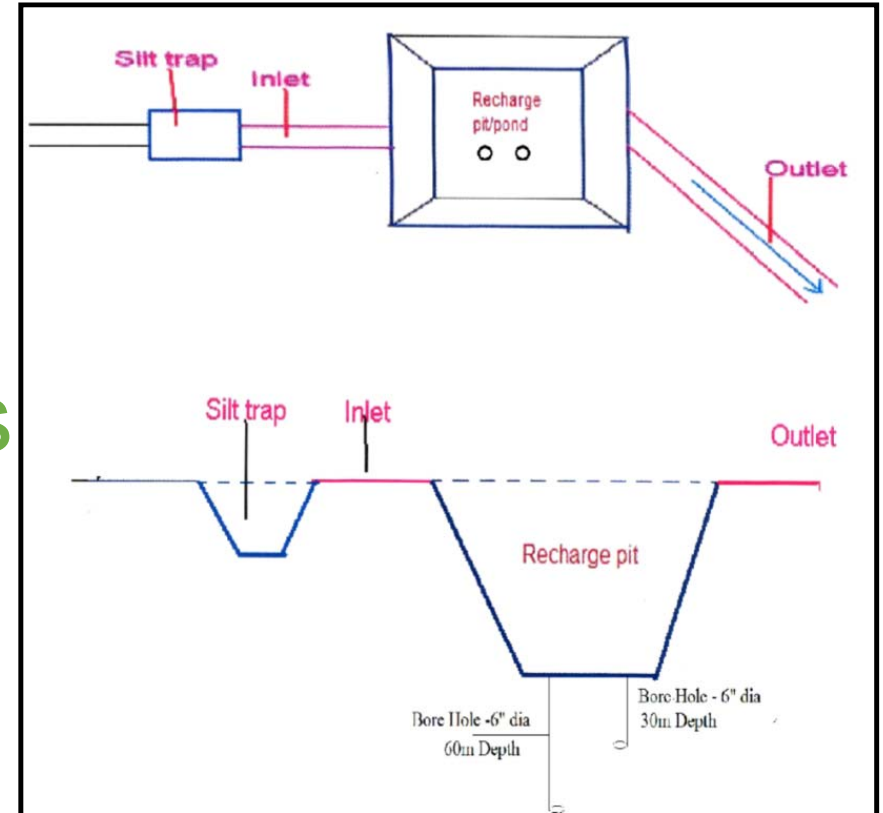 Silt trap
Inlet
Recharge
pit/pond
Outlet
S
Silt trap
Inlet
Outlet
Recharge pit
Bore Hole - 6" dia
30m Depth
Bore Hole -6" dia
60m Depth